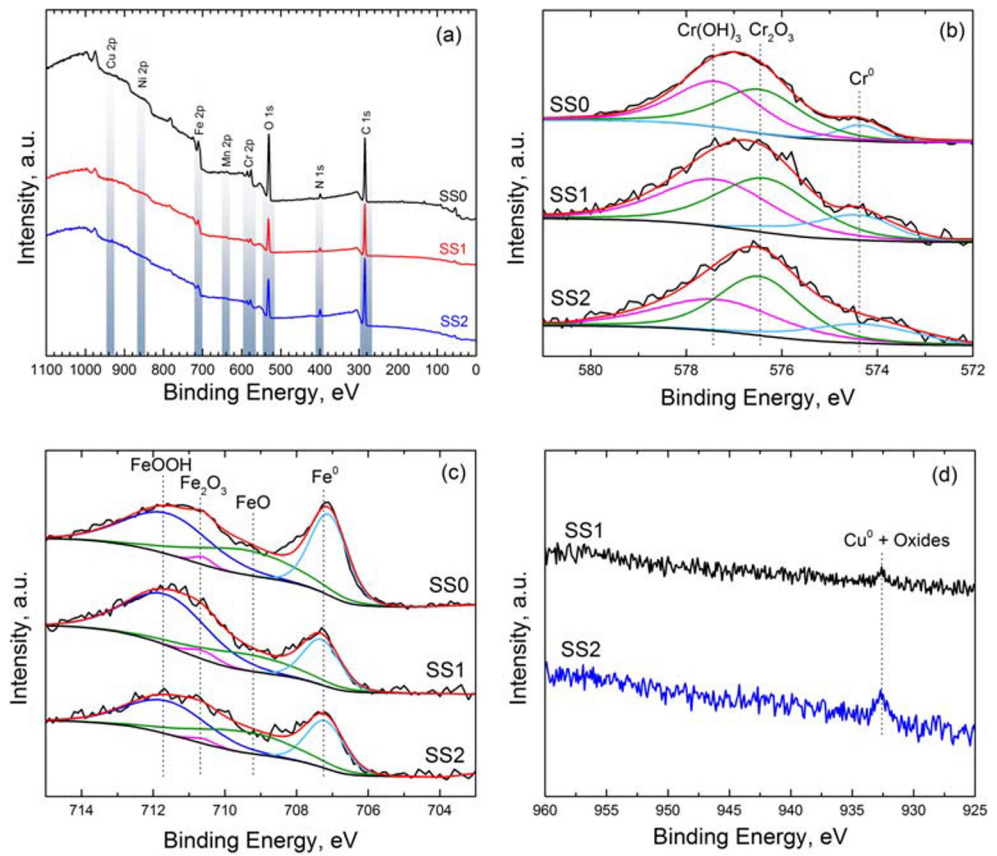 (a)
Cu 2p
Ni 2p
Fe 2p
Mn 2p
Cr 2p
O 1s
N 1s
C 1s
SS0
SS1
SS2
Intensity, a.u.
1100 1000 900 800 700 600 500 400 300 200 100 0
Binding Energy, eV
(b)
Cr(OH)₃ Cr₂O₃
Cr⁰
SS0
SS1
SS2
Intensity, a.u.
580 578 576 574 572
Binding Energy, eV
(c)
FeOOH
Fe₂O₃
FeO
Fe⁰
SS0
SS1
SS2
Intensity, a.u.
714 712 710 708 706 704
Binding Energy, eV
(d)
SS1
Cu⁰ + Oxides
SS2
Intensity, a.u.
960 955 950 945 940 935 930 925
Binding Energy, eV